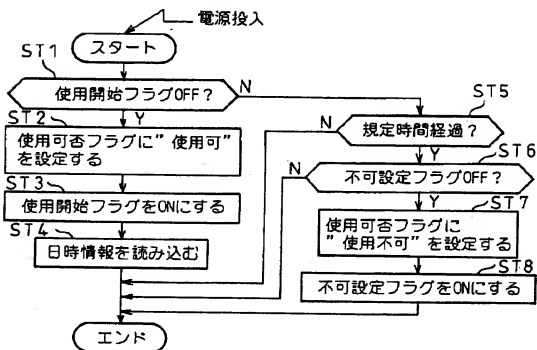 電源投入
スタート
ST1
使用開始フラグOFF?
N
Y
ST2
使用可否フラグに"使用可"
を設定する
ST3
使用開始フラグをONにする
ST4
日時情報を読み込む
エンド
ST5
規定時間経過?
N
Y
ST6
不可設定フラグOFF?
N
Y
ST7
使用可否フラグに
"使用不可"を設定する
ST8
不可設定フラグをONにする